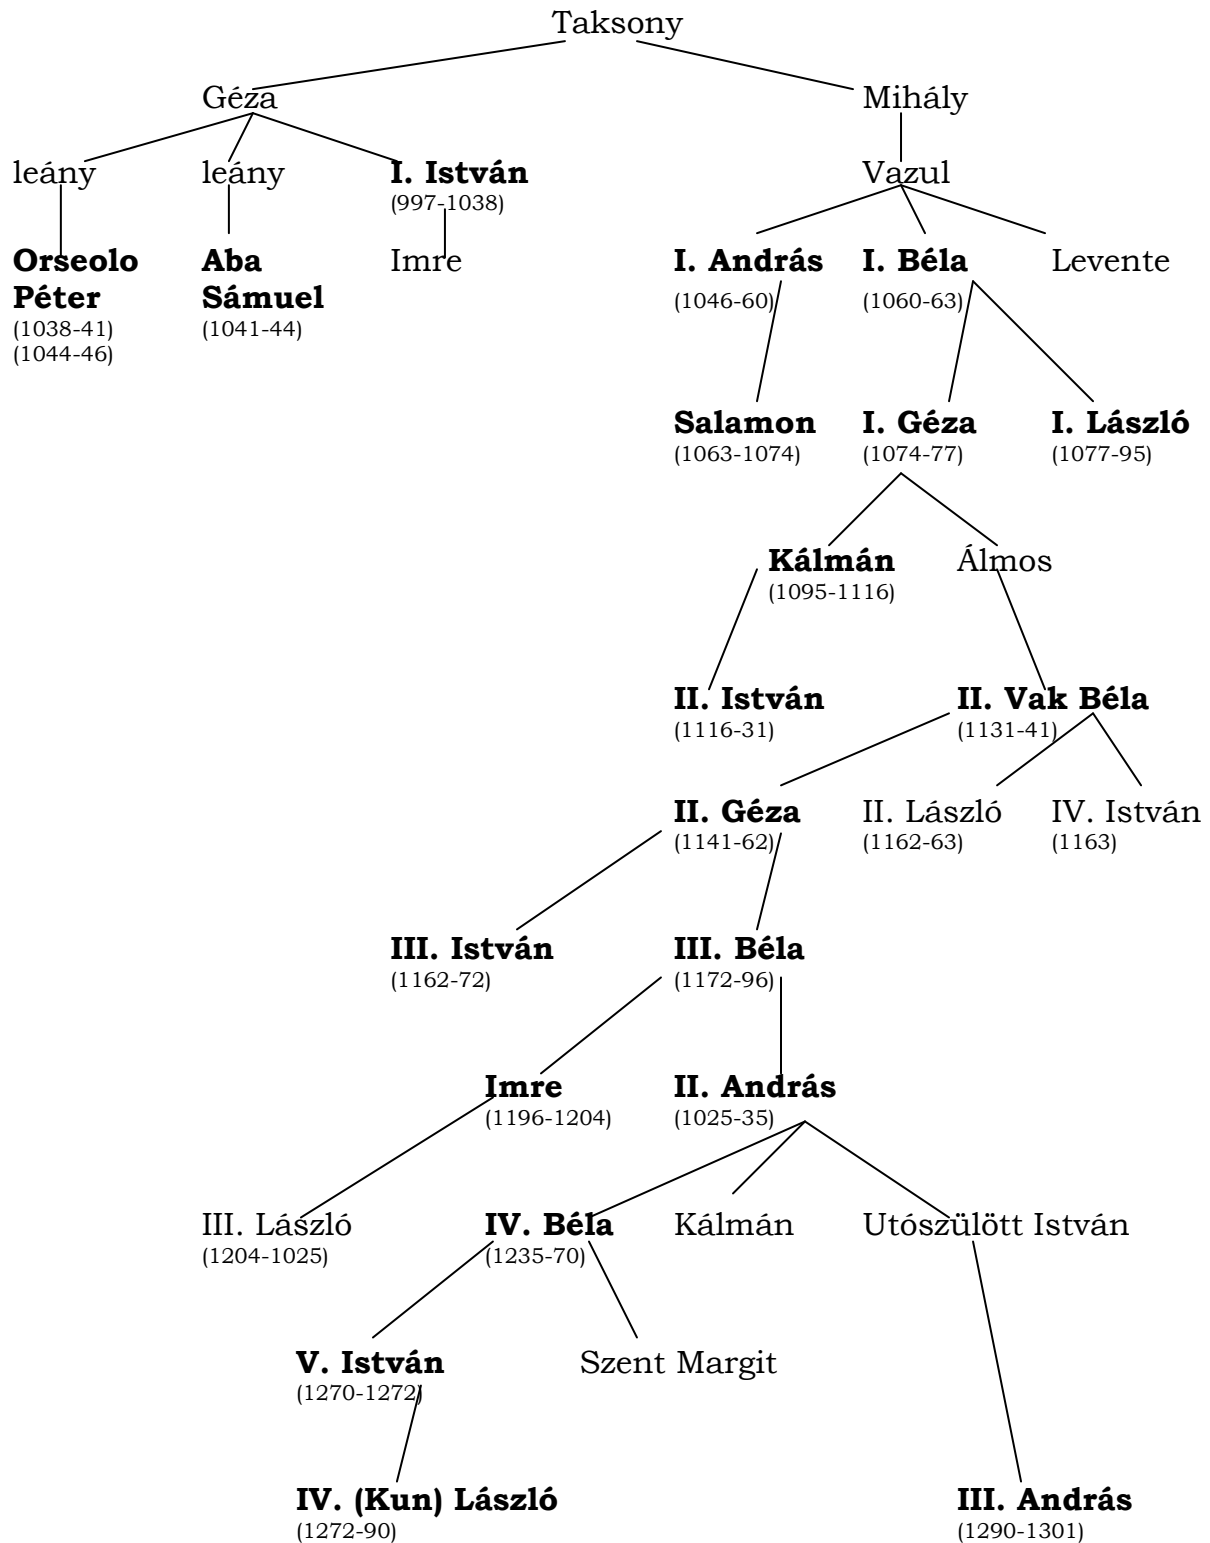 Taksony
Géza
Mihály
leány
leány
I. István
(997-1038)
Vazul
Orseolo
Péter
(1038-41)
(1044-46)
Aba
Sámuel
(1041-44)
Imre
I. András
(1046-60)
I. Béla
(1060-63)
Levente
Salamon
(1063-1074)
I. Géza
(1074-77)
I. László
(1077-95)
Kálmán
(1095-1116)
Álmos
II. István
(1116-31)
II. Vak Béla
(1131-41)
II. Géza
(1141-62)
II. László
(1162-63)
IV. István
(1163)
III. István
(1162-72)
III. Béla
(1172-96)
Imre
(1196-1204)
II. András
(1025-35)
III. László
(1204-1025)
IV. Béla
(1235-70)
Kálmán
Utószülött István
V. István
(1270-1272)
Szent Margit
IV. (Kun) László
(1272-90)
III. András
(1290-1301)